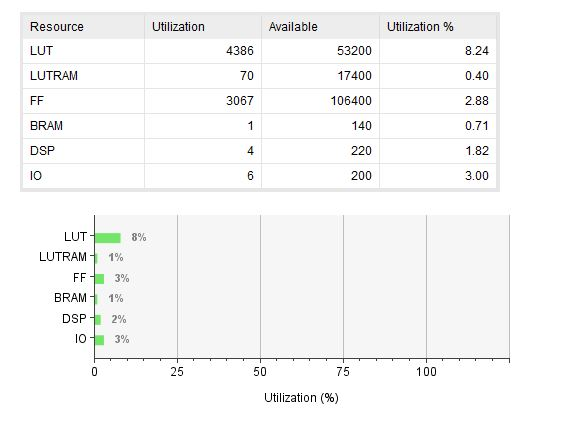 Resource Utilization Available Utilization %
LUT 4386 53200 8.24
LUTRAM 70 17400 0.40
FF 3067 106400 2.88
BRAM 1 140 0.71
DSP 4 220 1.82
IO 6 200 3.00
LUT 8%
LUTRAM 1%
FF 3%
BRAM 1%
DSP 2%
IO 3%
0 25 50 75 100
Utilization (%)